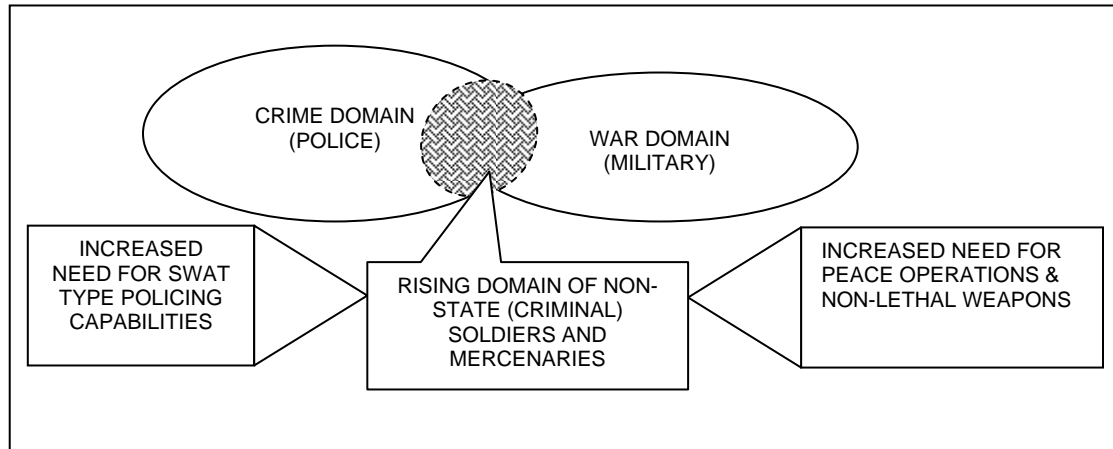 CRIME DOMAIN
(POLICE)
WAR DOMAIN
(MILITARY)
INCREASED
NEED FOR SWAT
TYPE POLICING
CAPABILITIES
RISING DOMAIN OF NON-
STATE (CRIMINAL)
SOLDIERS AND
MERCENARIES
INCREASED NEED FOR
PEACE OPERATIONS &
NON-LETHAL WEAPONS